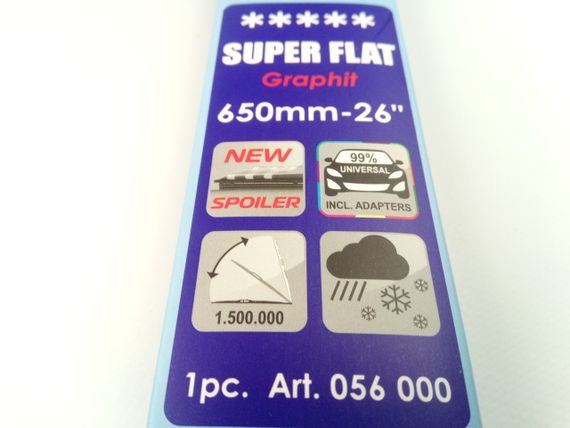 *****
SUPER FLAT
Graphit
650mm-26"
NEW
SPOILER
99%
UNIVERSAL
INCL. ADAPTERS
1.500.000
1pc. Art. 056 000